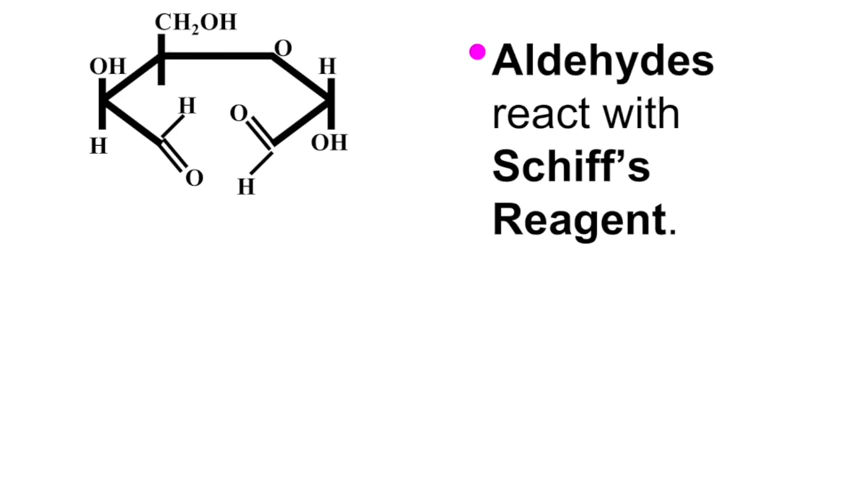 CH₂OH
O
OH
H
H
O
H
OH
H
O
H
Aldehydes
react with
Schiff’s
Reagent.